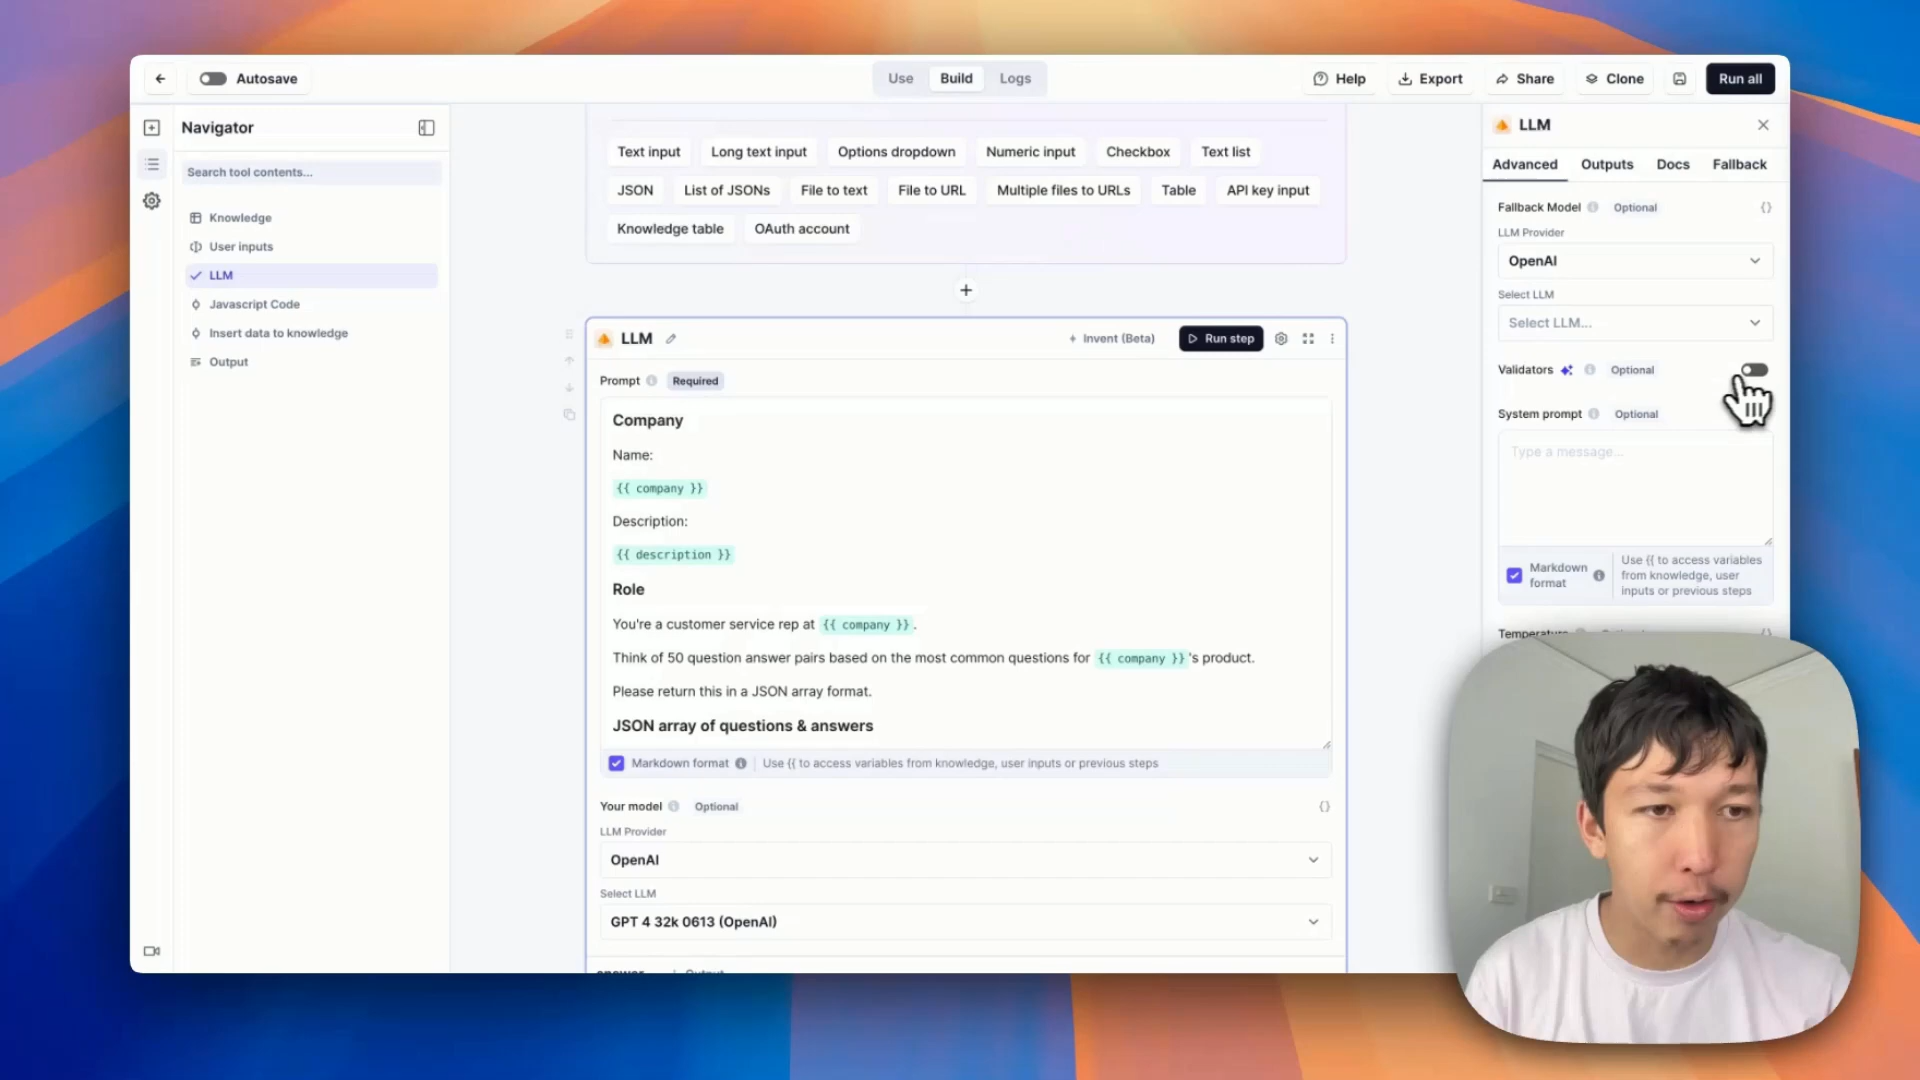 Autosave
Use Build Logs
Help Export Share Clone Run all
Navigator
Search tool contents...
Knowledge
User inputs
LLM
Javascript Code
Insert data to knowledge
Output
Text input Long text input Options dropdown Numeric input Checkbox Text list
JSON List of JSONs File to text File to URL Multiple files to URLs Table API key input
Knowledge table OAuth account
LLM
Invent (Beta) Run step
Prompt Required
Company
Name:
{{ company }}
Description:
{{ description }}
Role
You're a customer service rep at {{ company }}.
Think of 50 question answer pairs based on the most common questions for {{ company }}'s product.
Please return this in a JSON array format.
JSON array of questions & answers
Markdown format Use {{ to access variables from knowledge, user inputs or previous steps
Your model Optional {}
LLM Provider
OpenAI
Select LLM
GPT 4 32k 0613 (OpenAI)
answer Output
LLM
Advanced Outputs Docs Fallback
Fallback Model Optional {}
LLM Provider
OpenAI
Select LLM
Select LLM...
Validators Optional
System prompt Optional
Type a message...
Markdown format
Use {{ to access variables
from knowledge, user
inputs or previous steps
Temperature